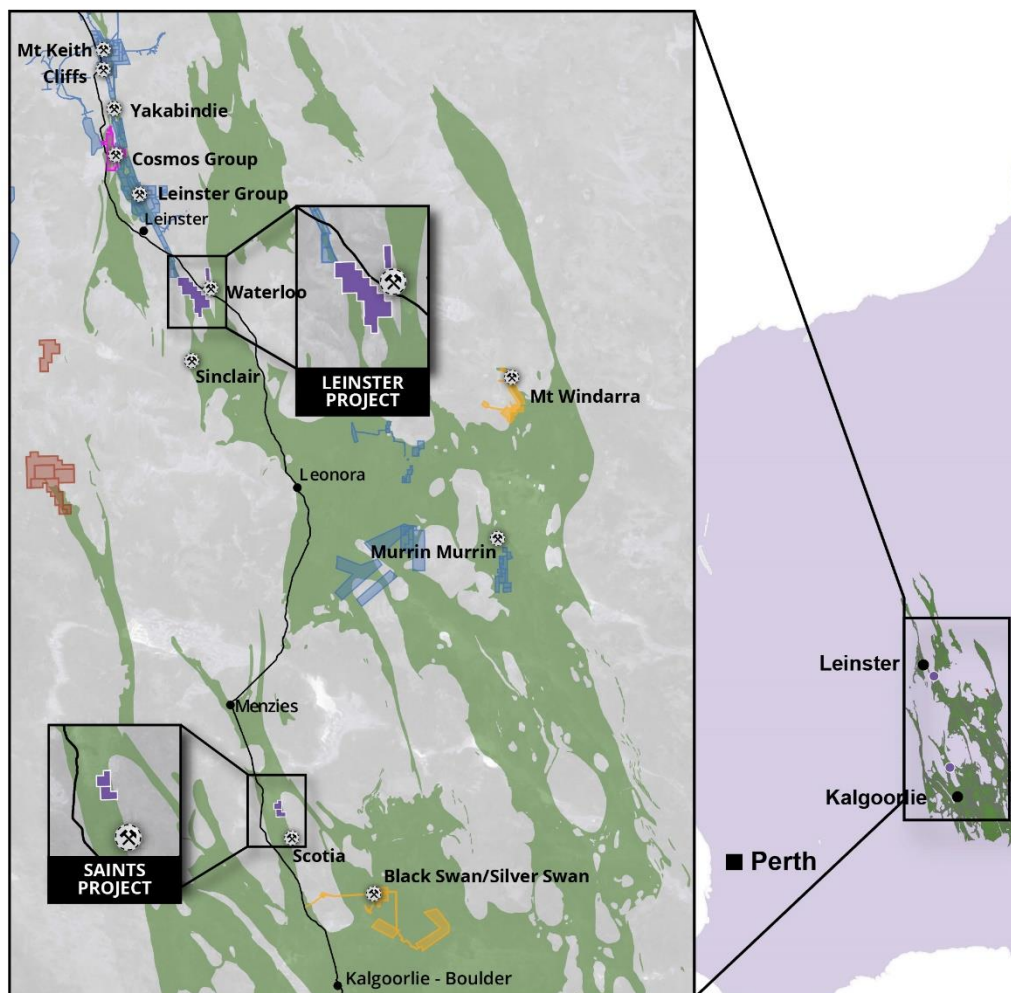 Mt Keith
Cliffs
Yakabindie
Cosmos Group
Leinster Group
Leinster
Waterloo
LEINSTER
PROJECT
Sinclair
Mt Windarra
Leonora
Murrin Murrin
Menzies
SAINTS
PROJECT
Scotia
Black Swan/Silver Swan
Kalgoorlie - Boulder
Leinster
Kalgoorlie
Perth